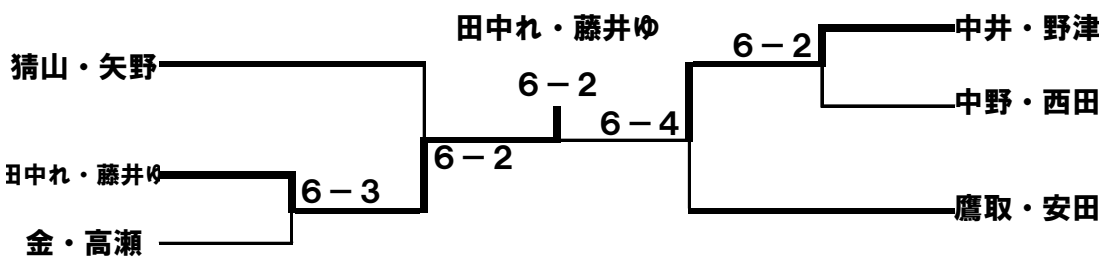 田中れ・藤井ゆ
中井・野津
6－2
猜山・矢野
6－2
中野・西田
6－4
6－2
田中れ・藤井ゆ
6－3
鷹取・安田
金・高瀬